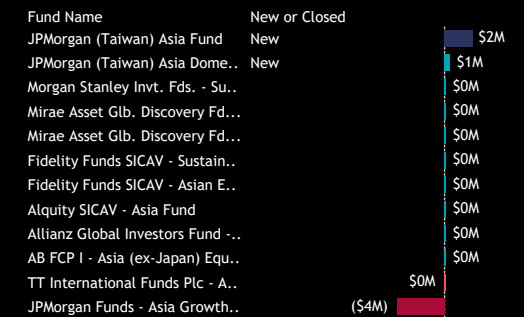 Fund Name New or Closed
JPMorgan (Taiwan) Asia Fund New $2M
JPMorgan (Taiwan) Asia Dome.. New $1M
Morgan Stanley Invt. Fds. - Su.. $0M
Mirae Asset Glb. Discovery Fd... $0M
Mirae Asset Glb. Discovery Fd... $0M
Fidelity Funds SICAV - Sustain.. $0M
Fidelity Funds SICAV - Asian E.. $0M
Alquity SICAV - Asia Fund $0M
Allianz Global Investors Fund -.. $0M
AB FCP I - Asia (ex-Japan) Equ.. $0M
TT International Funds Plc - A.. $0M
JPMorgan Funds - Asia Growth.. ($4M)